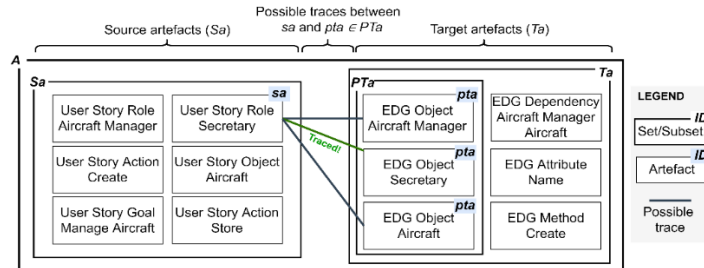 Possible traces between
sa and pta ∈ PTa
Source artefacts (Sa)
Target artefacts (Ta)
A
Sa
Ta
PTa
sa
User Story Role
Aircraft Manager
User Story Role
Secretary
User Story Action
Create
User Story Object
Aircraft
User Story Goal
Manage Aircraft
User Story Action
Store
Traced!
pta
EDG Object
Aircraft Manager
EDG Dependency
Aircraft Manager
Aircraft
pta
EDG Object
Secretary
EDG Attribute
Name
pta
EDG Object
Aircraft
EDG Method
Create
LEGEND
ID
Set/Subset
ID
Artefact
Possible
trace